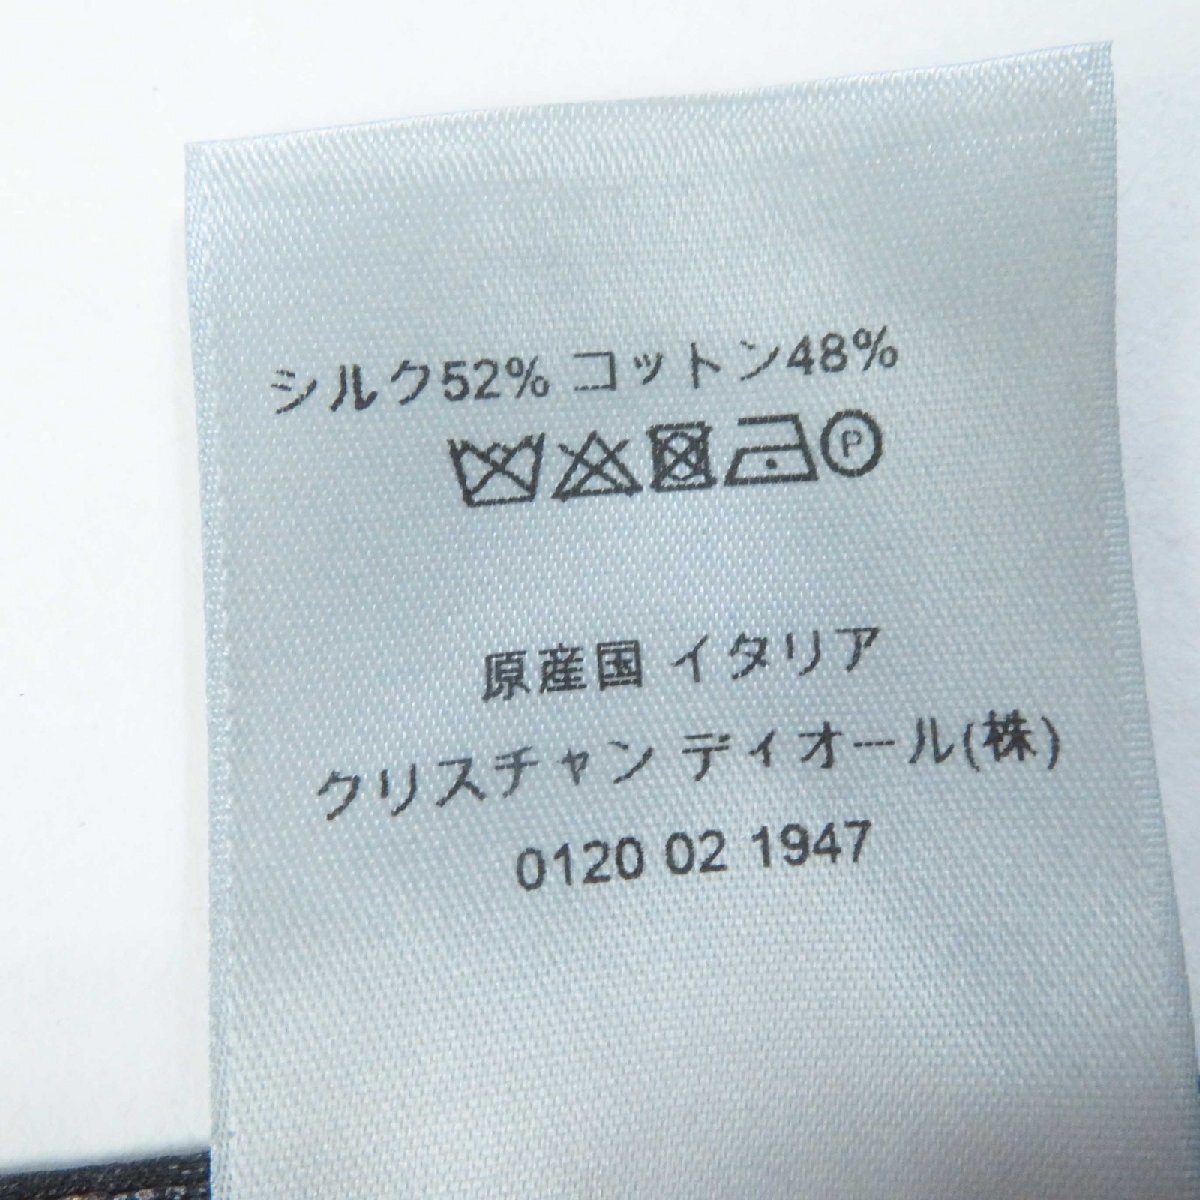 シルク52% コットン48%
P
原産国 イタリア
クリスチャン ディオール(株)
0120 02 1947